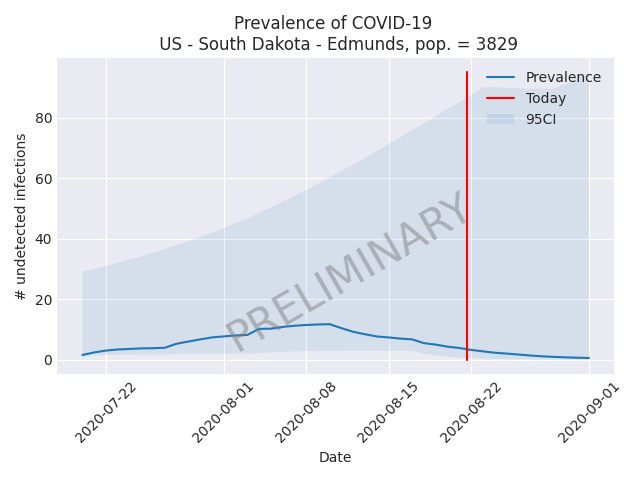 Prevalence of COVID-19
US - South Dakota - Edmunds, pop. = 3829
Prevalence
Today
95CI
# undetected infections
80
60
40
20
0
PRELIMINARY
2020-07-22
2020-08-01
2020-08-08
2020-08-15
2020-08-22
2020-09-01
Date